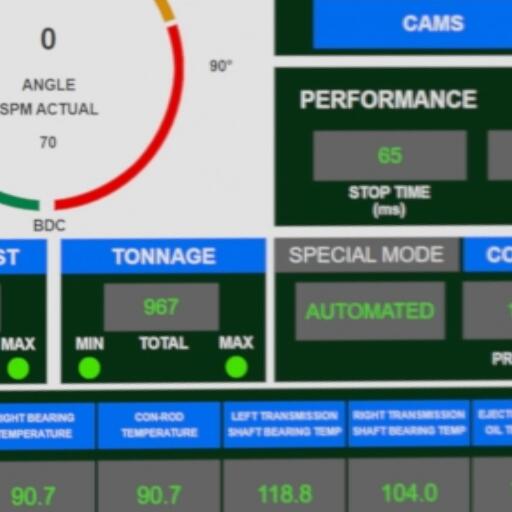 0
ANGLE
SPM ACTUAL
70
90°
BDC
CAMS
PERFORMANCE
65
STOP TIME
(ms)
ST
TONNAGE
967
MAX
MIN
TOTAL
MAX
SPECIAL MODE
CO
AUTOMATED
PR
IGHT BEARING
TEMPERATURE
CON-ROD
TEMPERATURE
LEFT TRANSMISSION
SHAFT BEARING TEMP
RIGHT TRANSMISSION
SHAFT BEARING TEMP
EJECT
OIL T
90.7
90.7
118.8
104.0